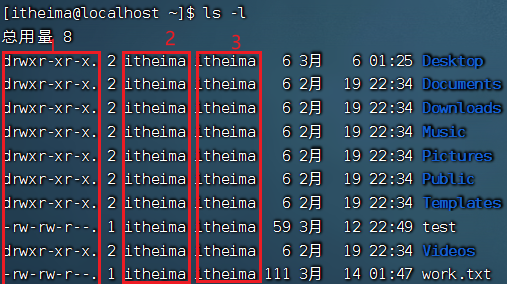 [itheima@localhost ~]$ ls -l
总用量 8
1 2 3
drwxr-xr-x. 2 itheima itheima 6 3月 6 01:25 Desktop
drwxr-xr-x. 2 itheima itheima 6 2月 19 22:34 Documents
drwxr-xr-x. 2 itheima itheima 6 2月 19 22:34 Downloads
drwxr-xr-x. 2 itheima itheima 6 2月 19 22:34 Music
drwxr-xr-x. 2 itheima itheima 6 2月 19 22:34 Pictures
drwxr-xr-x. 2 itheima itheima 6 2月 19 22:34 Public
drwxr-xr-x. 2 itheima itheima 6 2月 19 22:34 Templates
-rw-rw-r--. 1 itheima itheima 59 3月 12 22:49 test
drwxr-xr-x. 2 itheima itheima 6 2月 19 22:34 Videos
-rw-rw-r--. 1 itheima itheima 111 3月 14 01:47 work.txt